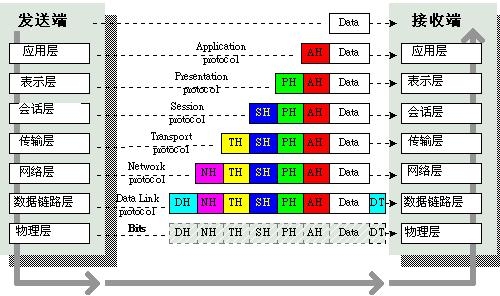 发送端 Data 接收端
应用层 Application protocol AH Data 应用层
表示层 Presentation protocol PH AH Data 表示层
会话层 Session protocol SH PH AH Data 会话层
传输层 Transport protocol TH SH PH AH Data 传输层
网络层 Network protocol NH TH SH PH AH Data 网络层
数据链路层 Data Link protocol DH NH TH SH PH AH Data DT 数据链路层
物理层 Bits DH NH TH SH PH AH Data DT 物理层